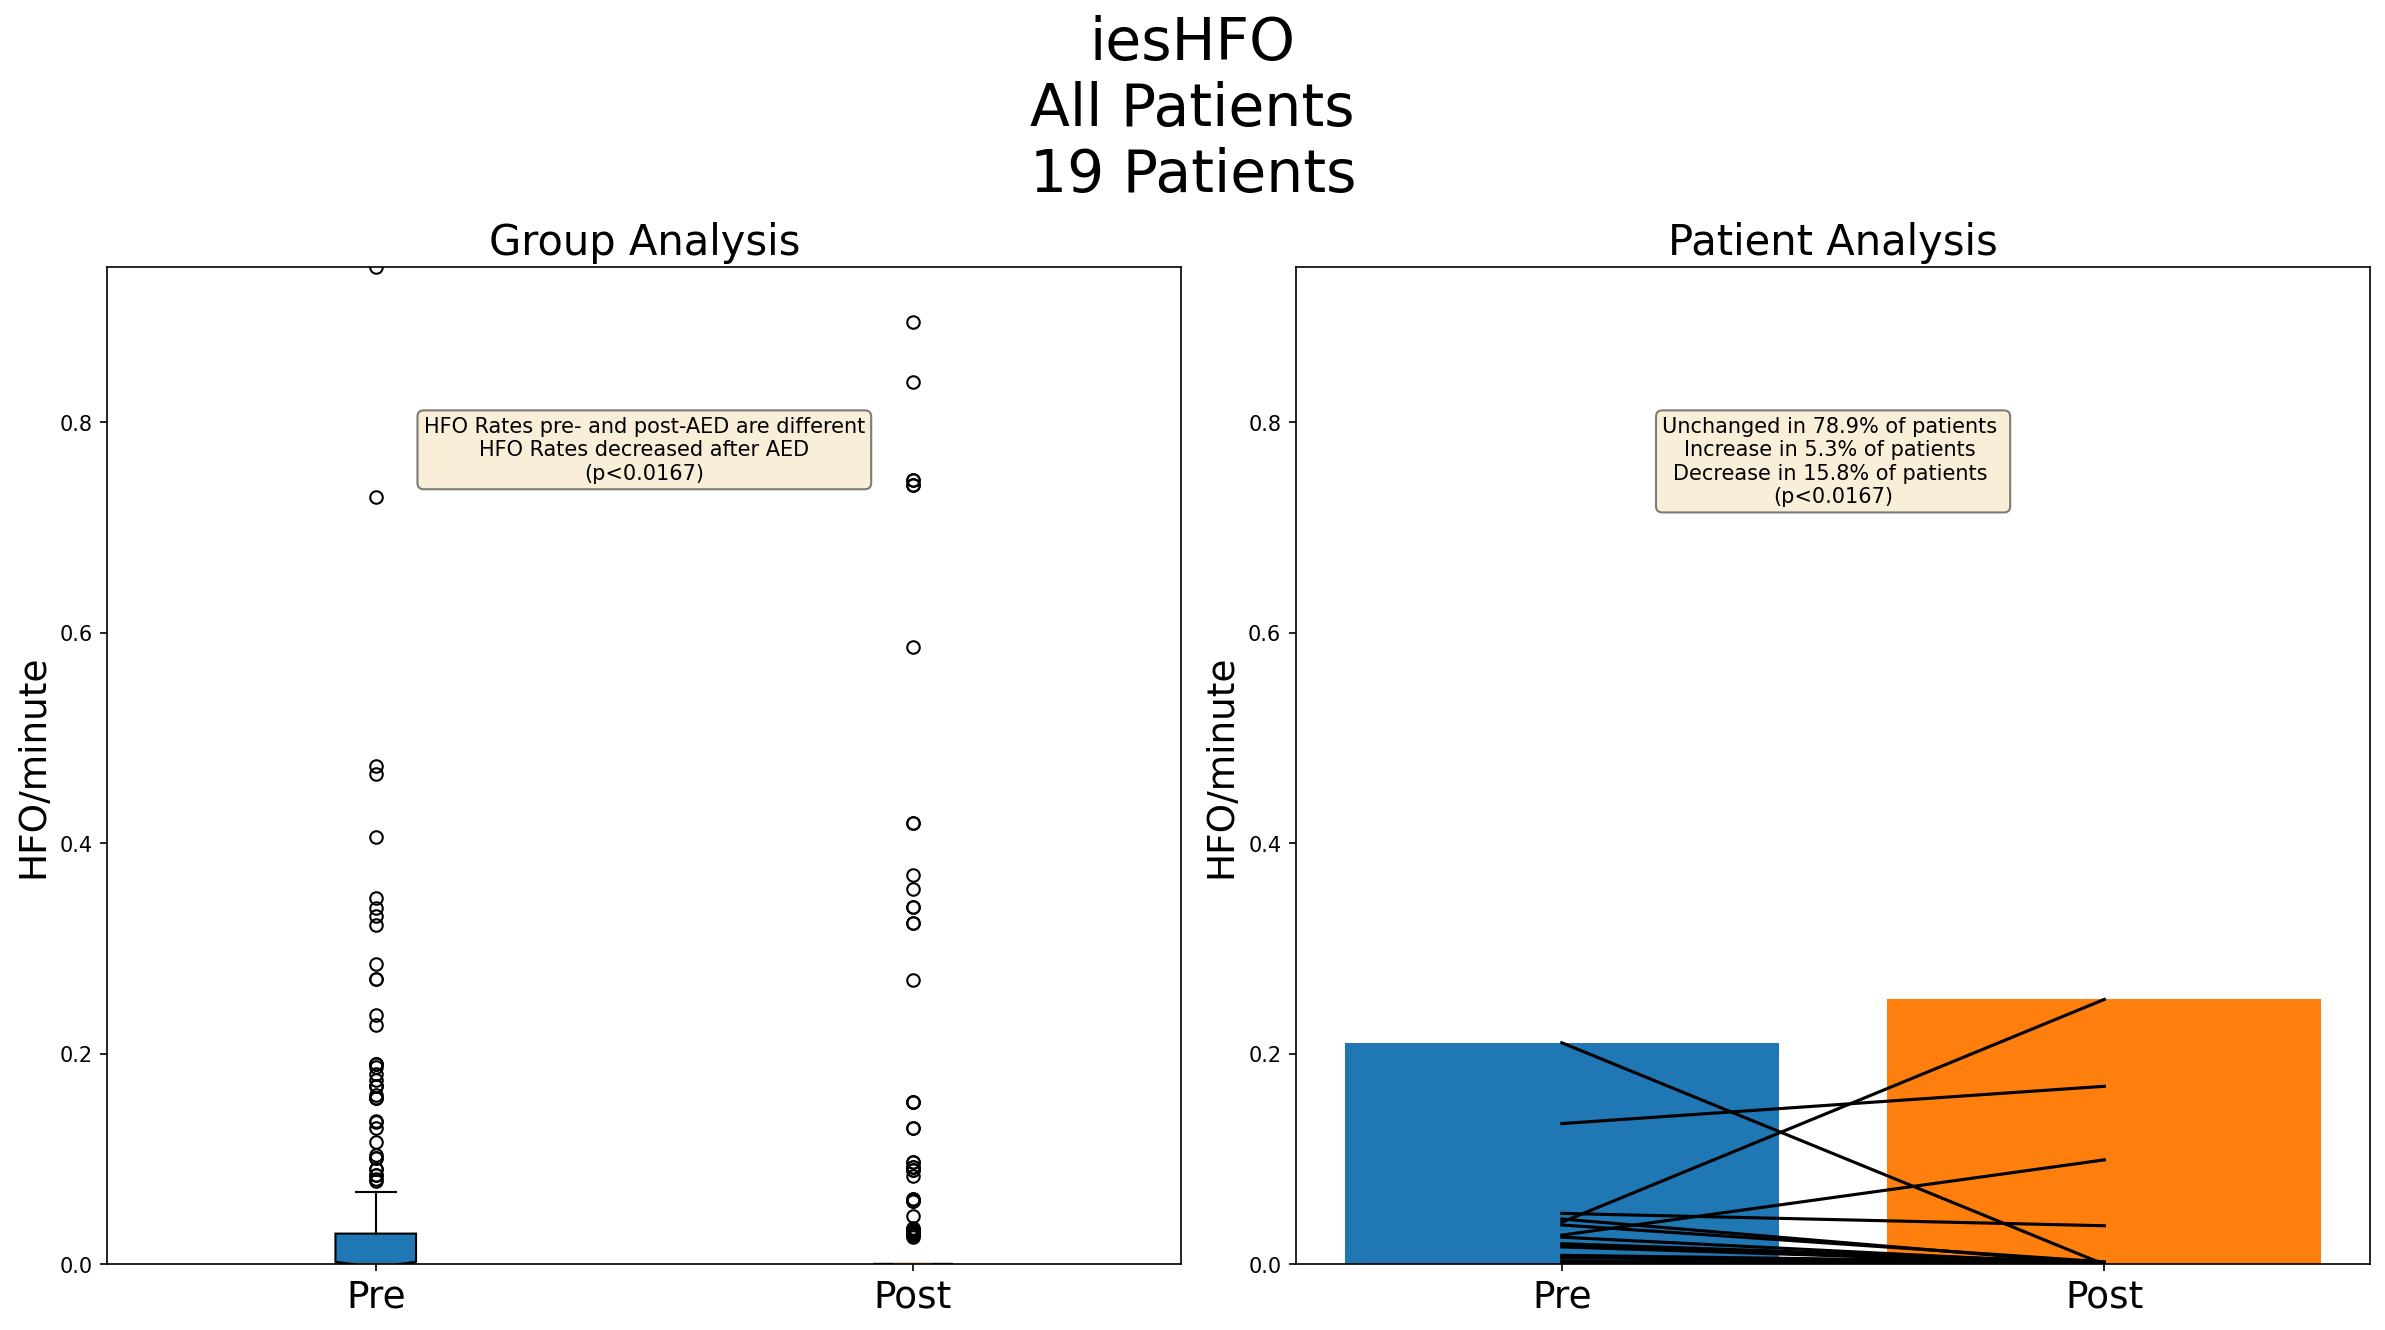 iesHFO
All Patients
19 Patients
Group Analysis
HFO/minute
0.8
0.6
0.4
0.2
0.0
HFO Rates pre- and post-AED are different
HFO Rates decreased after AED
(p<0.0167)
Pre
Post
Patient Analysis
HFO/minute
0.8
0.6
0.4
0.2
0.0
Unchanged in 78.9% of patients
Increase in 5.3% of patients
Decrease in 15.8% of patients
(p<0.0167)
Pre
Post